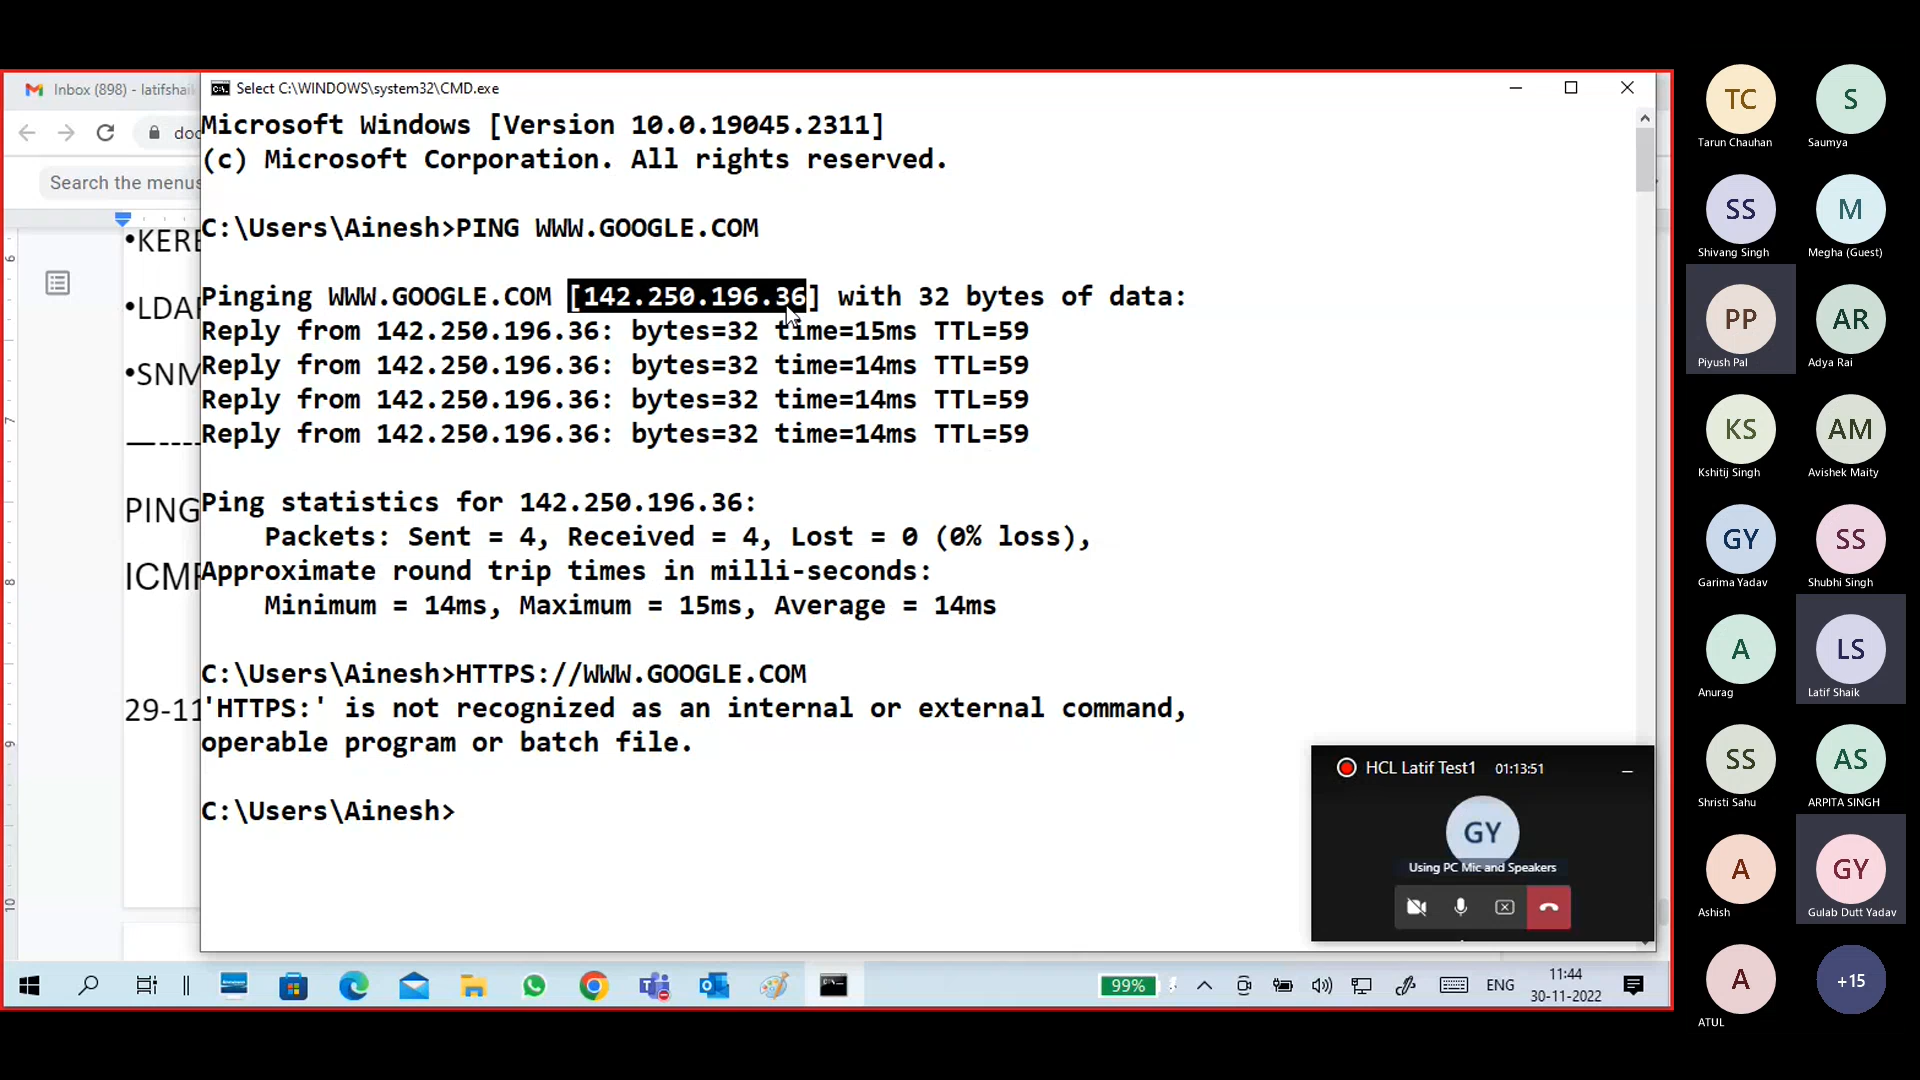 Inbox (898) - latifshai
Select C:\WINDOWS\system32\CMD.exe
doc
Search the menus
•KERB
•LDAP
•SNM
—----
PING
ICMP
29-11
6
7
8
9
10
Microsoft Windows [Version 10.0.19045.2311]
(c) Microsoft Corporation. All rights reserved.
C:\Users\Ainesh>PING WWW.GOOGLE.COM
Pinging WWW.GOOGLE.COM [142.250.196.36] with 32 bytes of data:
Reply from 142.250.196.36: bytes=32 time=15ms TTL=59
Reply from 142.250.196.36: bytes=32 time=14ms TTL=59
Reply from 142.250.196.36: bytes=32 time=14ms TTL=59
Reply from 142.250.196.36: bytes=32 time=14ms TTL=59
Ping statistics for 142.250.196.36:
Packets: Sent = 4, Received = 4, Lost = 0 (0% loss),
Approximate round trip times in milli-seconds:
Minimum = 14ms, Maximum = 15ms, Average = 14ms
C:\Users\Ainesh>HTTPS://WWW.GOOGLE.COM
'HTTPS:' is not recognized as an internal or external command,
operable program or batch file.
C:\Users\Ainesh>
HCL Latif Test1 01:13:51
GY
Using PC Mic and Speakers
99%
ENG
11:44
30-11-2022
TC
Tarun Chauhan
S
Saumya
SS
Shivang Singh
M
Megha (Guest)
PP
Piyush Pal
AR
Adya Rai
KS
Kshitij Singh
AM
Avishek Maity
GY
Garima Yadav
SS
Shubhi Singh
A
Anurag
LS
Latif Shaik
SS
Shristi Sahu
AS
ARPITA SINGH
A
Ashish
GY
Gulab Dutt Yadav
A
ATUL
+15